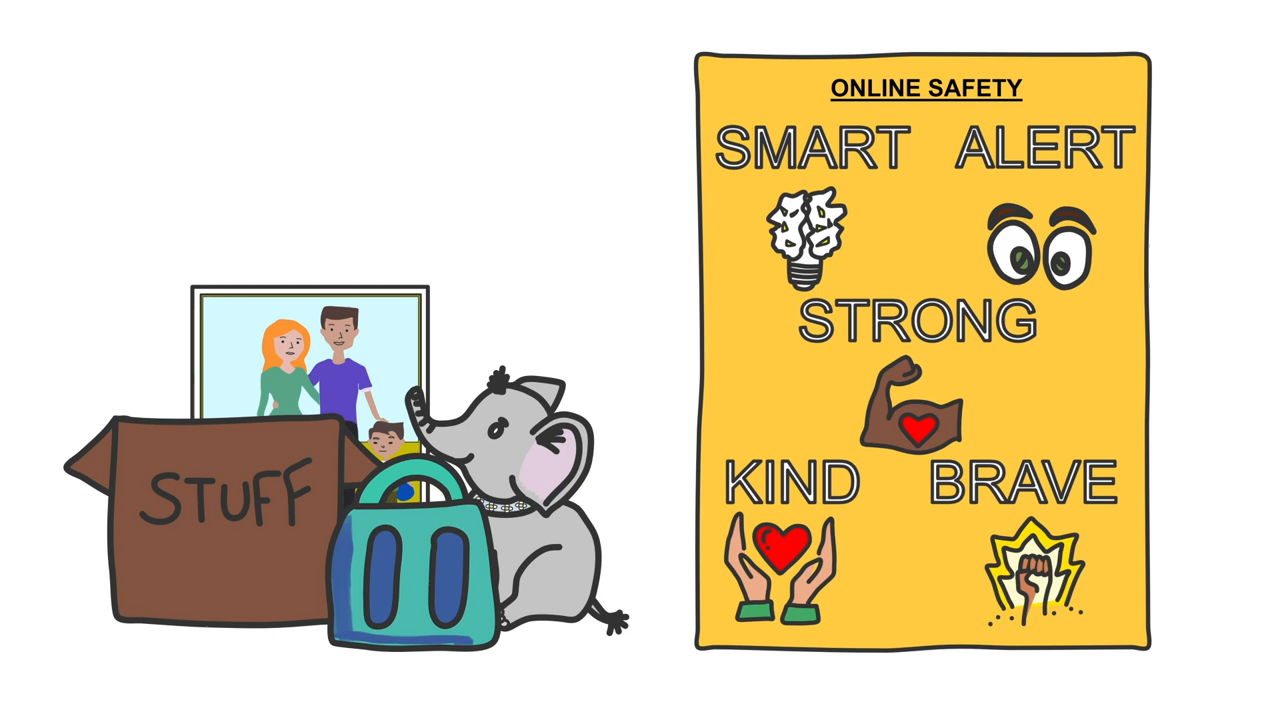 STUFF
ONLINE SAFETY
SMART ALERT
STRONG
KIND BRAVE